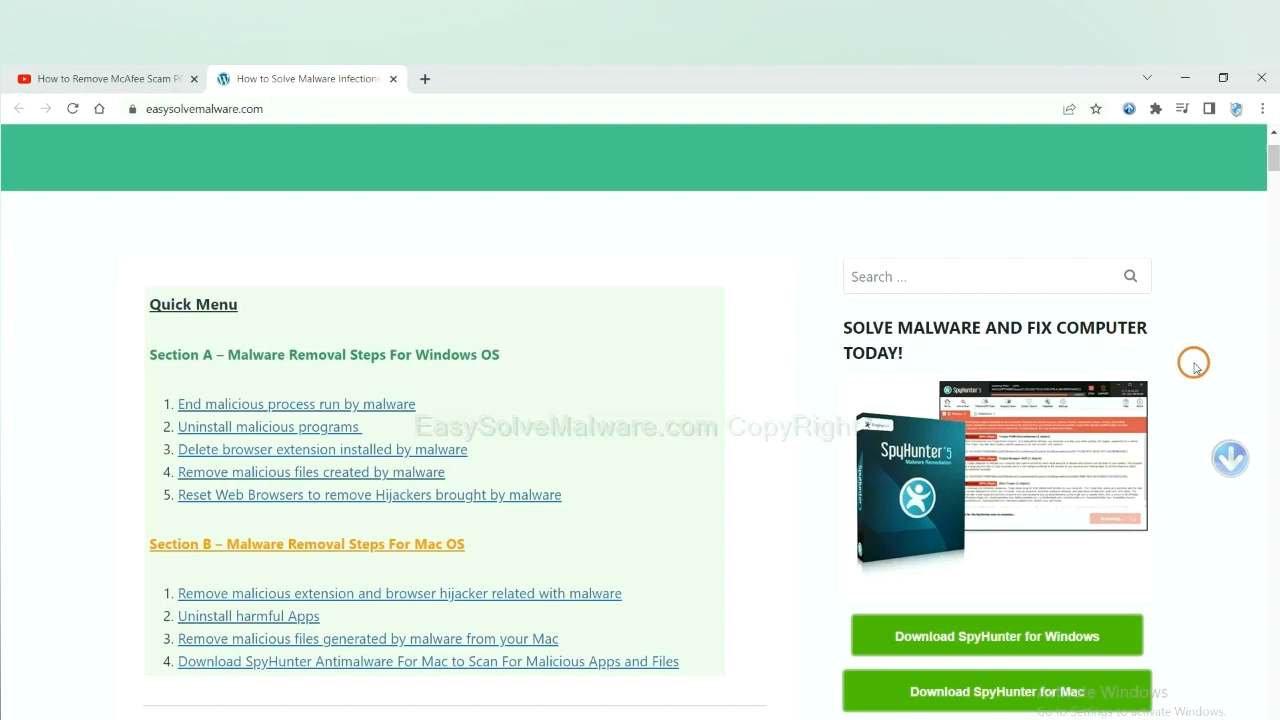 How to Remove McAfee Scam P
How to Solve Malware Infections
easysolvemalware.com
Search ...
Quick Menu
SOLVE MALWARE AND FIX COMPUTER
TODAY!
Section A – Malware Removal Steps For Windows OS
1. End malicious process run by malware
2. Uninstall malicious programs
3. Delete browser extension installed by malware
4. Remove malicious files created by malware
5. Reset Web Browsers to remove Hijackers brought by malware
EasySolveMalware.com CopyRigh
SpyHunter 5
Malware Remediation
SpyHunter 5
Section B – Malware Removal Steps For Mac OS
1. Remove malicious extension and browser hijacker related with malware
2. Uninstall harmful Apps
3. Remove malicious files generated by malware from your Mac
4. Download SpyHunter Antimalware For Mac to Scan For Malicious Apps and Files
Download SpyHunter for Windows
Download SpyHunter for Mac
Activate Windows
Go to Settings to activate Windows.